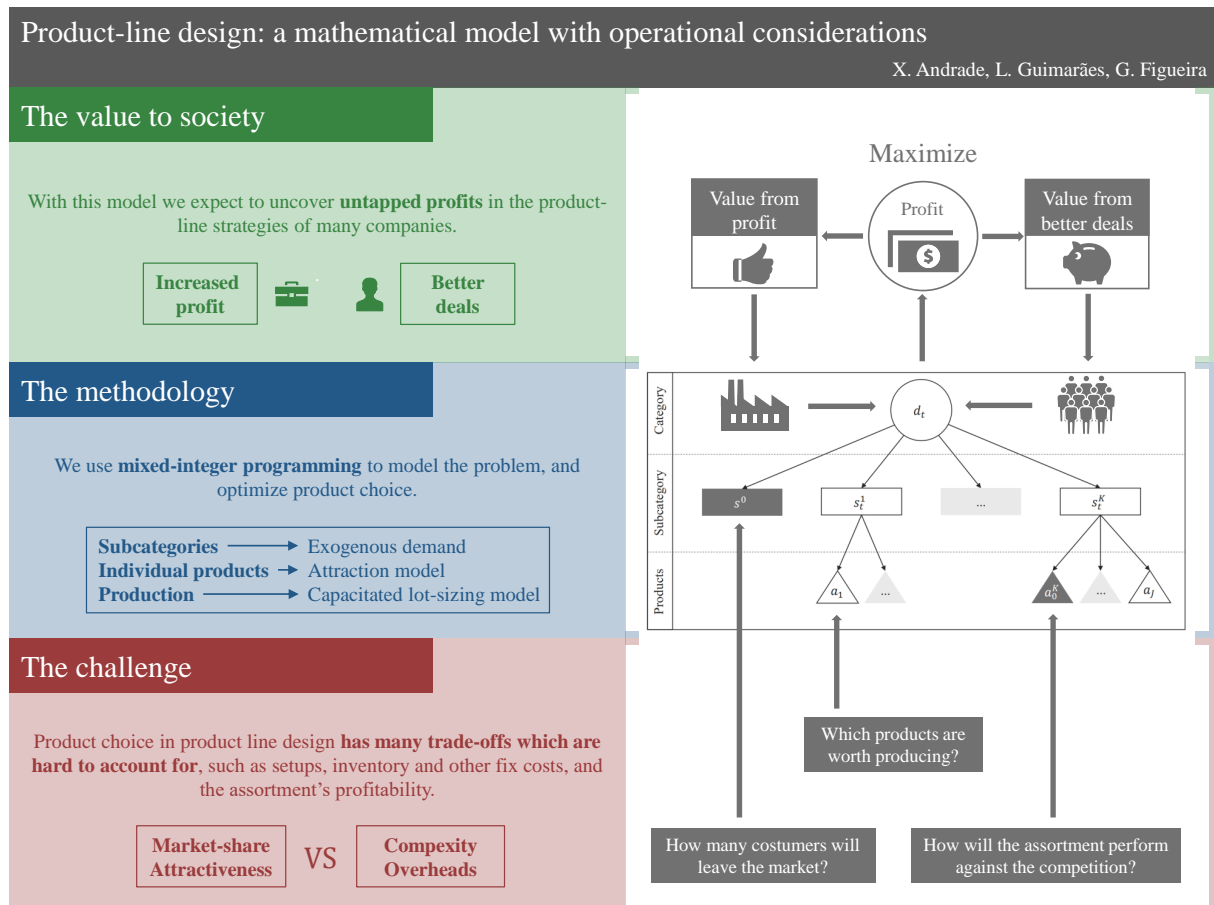 Product-line design: a mathematical model with operational considerations
X. Andrade, L. Guimarães, G. Figueira
The value to society
With this model we expect to uncover untapped profits in the product-
line strategies of many companies.
Increased
profit
Better
deals
The methodology
We use mixed-integer programming to model the problem, and
optimize product choice.
Subcategories → Exogenous demand
Individual products → Attraction model
Production → Capacitated lot-sizing model
The challenge
Product choice in product line design has many trade-offs which are
hard to account for, such as setups, inventory and other fix costs, and
the assortment's profitability.
Market-share
Attractiveness
VS
Compexity
Overheads
Maximize
Value from
profit
Profit
$
Value from
better deals
Category
d_t
Subcategory
s^0
s_t^1
...
s_t^K
Products
a_1
...
a_0^K
...
a_J
Which products are
worth producing?
How many costumers will
leave the market?
How will the assortment perform
against the competition?